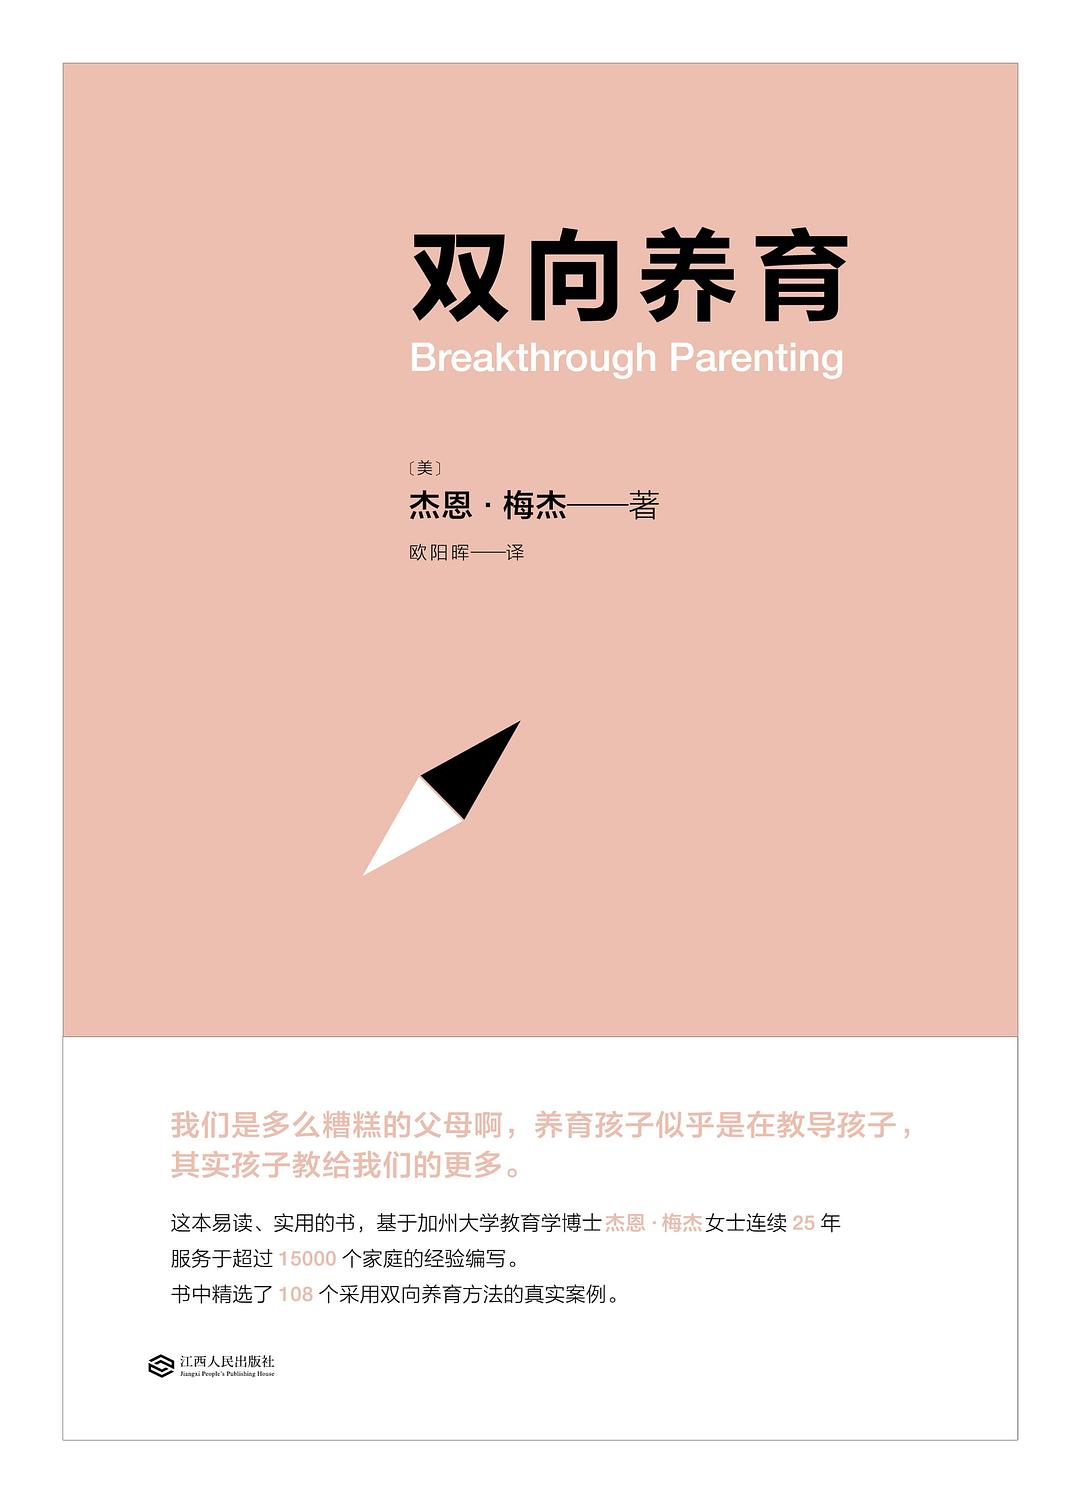 双向养育
Breakthrough Parenting
〔美〕
杰恩·梅杰——著
欧阳晖——译
我们是多么糟糕的父母啊，养育孩子似乎是在教导孩子，
其实孩子教给我们的更多。
这本易读、实用的书，基于加州大学教育学博士杰恩·梅杰女士连续 25 年
服务于超过 15000 个家庭的经验编写。
书中精选了 108 个采用双向养育方法的真实案例。
江西人民出版社
Jiangxi People's Publishing House